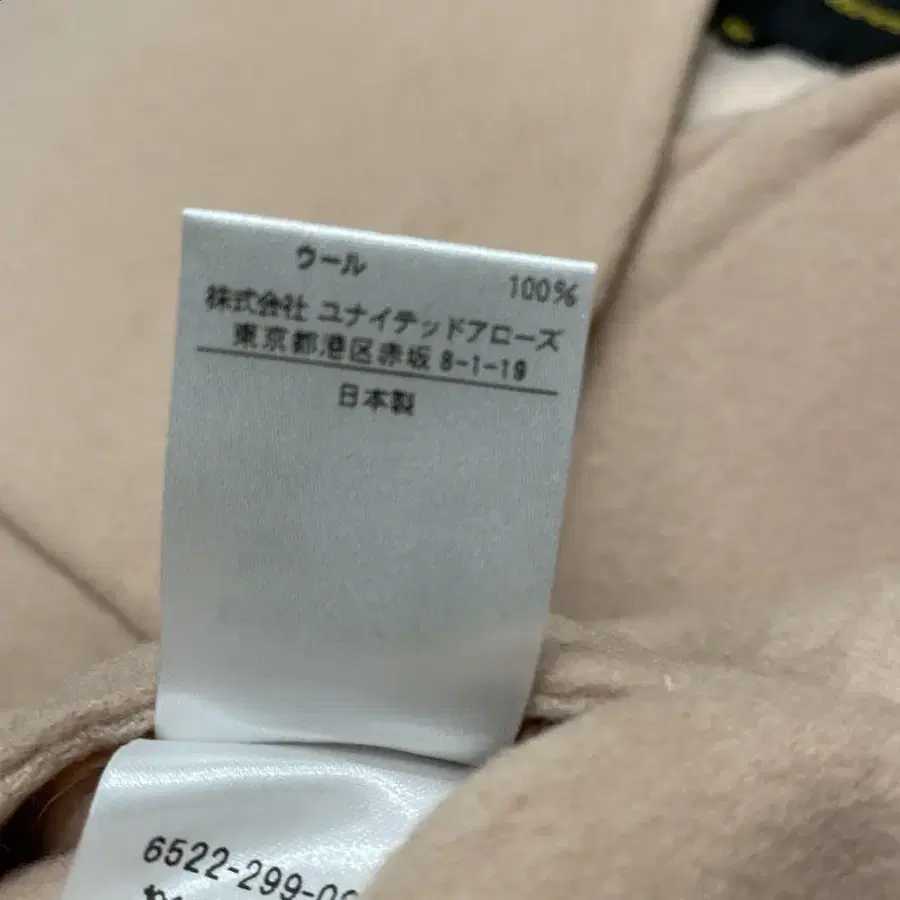 ウール 100%
株式会社 ユナイテッドアローズ
東京都港区赤坂 8-1-19
日本製
6522-299-0